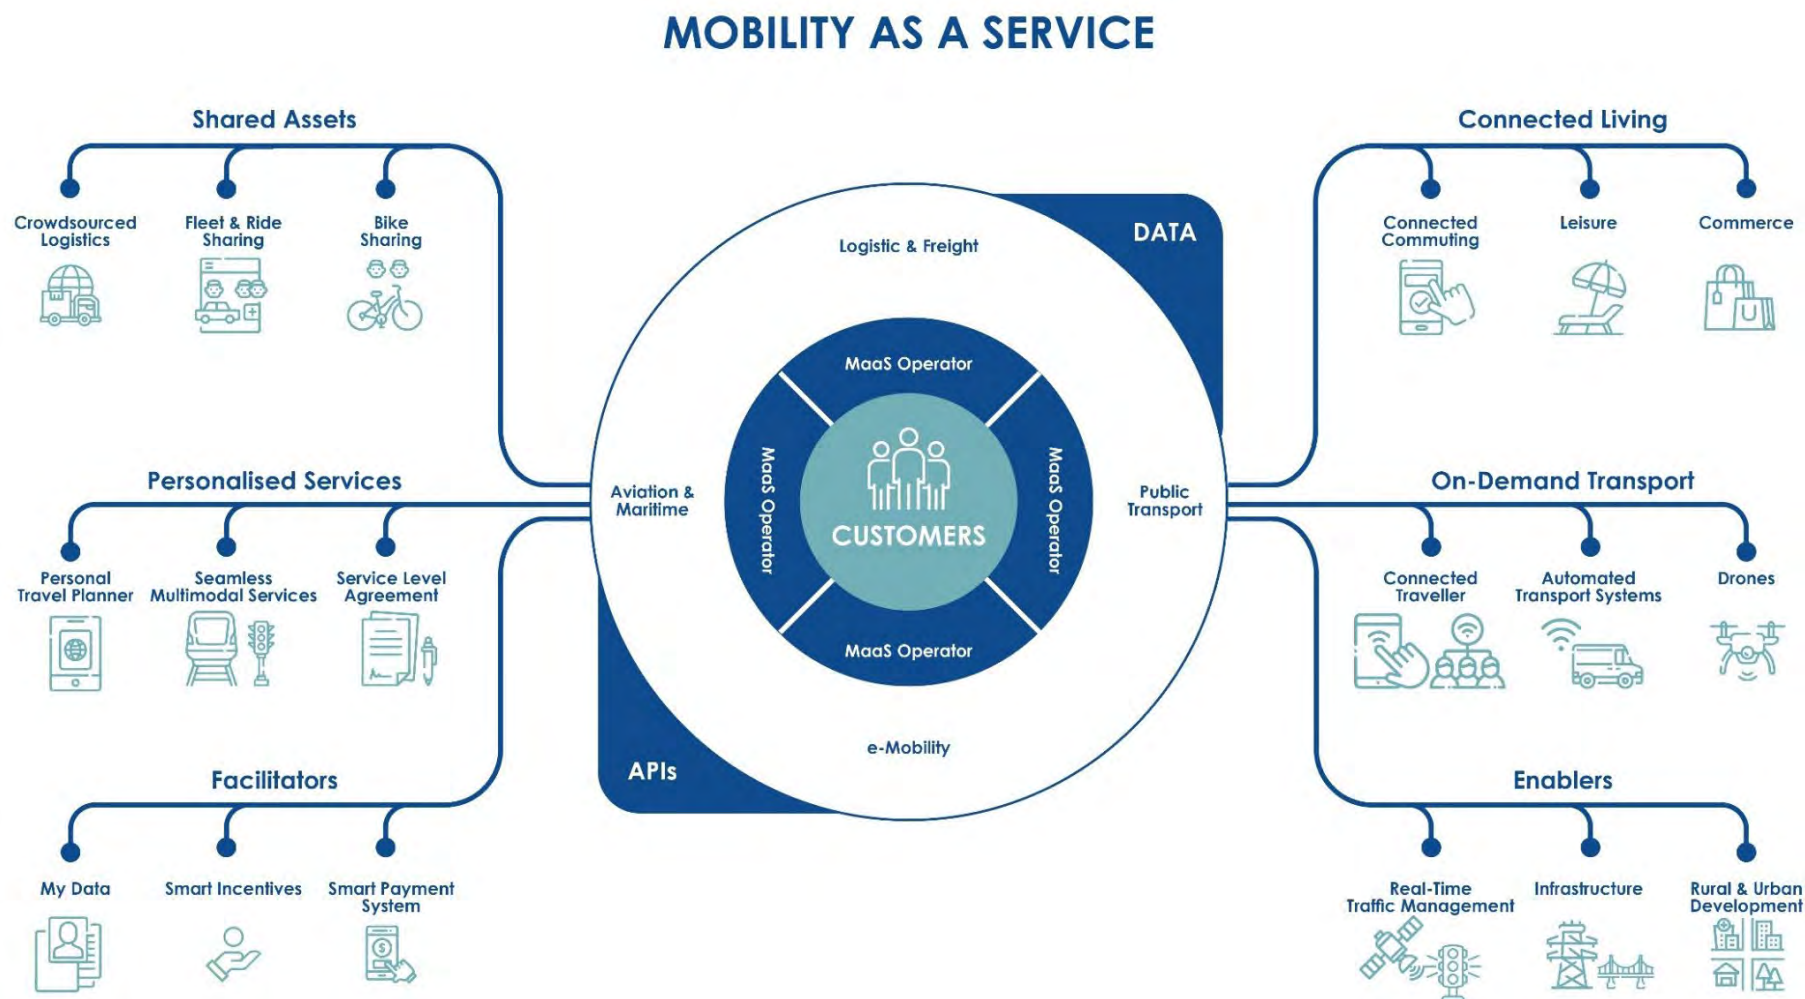 MOBILITY AS A SERVICE
Shared Assets
Crowdsourced
Logistics
Fleet & Ride
Sharing
Bike
Sharing
Personalised Services
Personal
Travel Planner
Seamless
Multimodal Services
Service Level
Agreement
Facilitators
My Data
Smart Incentives
Smart Payment
System
DATA
Logistic & Freight
MaaS Operator
MaaS Operator
MaaS Operator
MaaS Operator
CUSTOMERS
Aviation &
Maritime
Public
Transport
e-Mobility
APIs
Connected Living
Connected
Commuting
Leisure
Commerce
On-Demand Transport
Connected
Traveller
Automated
Transport Systems
Drones
Enablers
Real-Time
Traffic Management
Infrastructure
Rural & Urban
Development